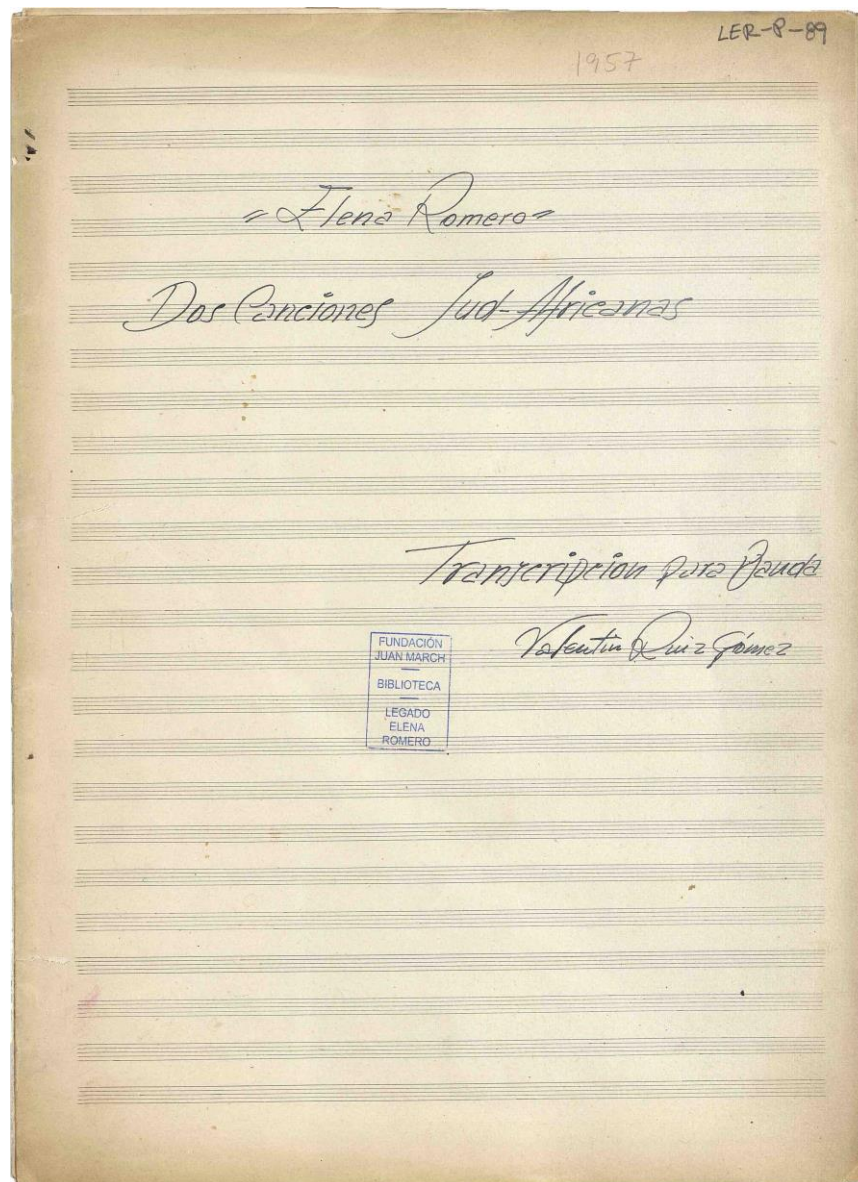 LER-P-89
1957
= Elena Romero =
Dos Canciones Sud-Africanas
Transcripcion para Banda
Valentin Ruiz Gómez
FUNDACIÓN
JUAN MARCH
BIBLIOTECA
LEGADO
ELENA
ROMERO